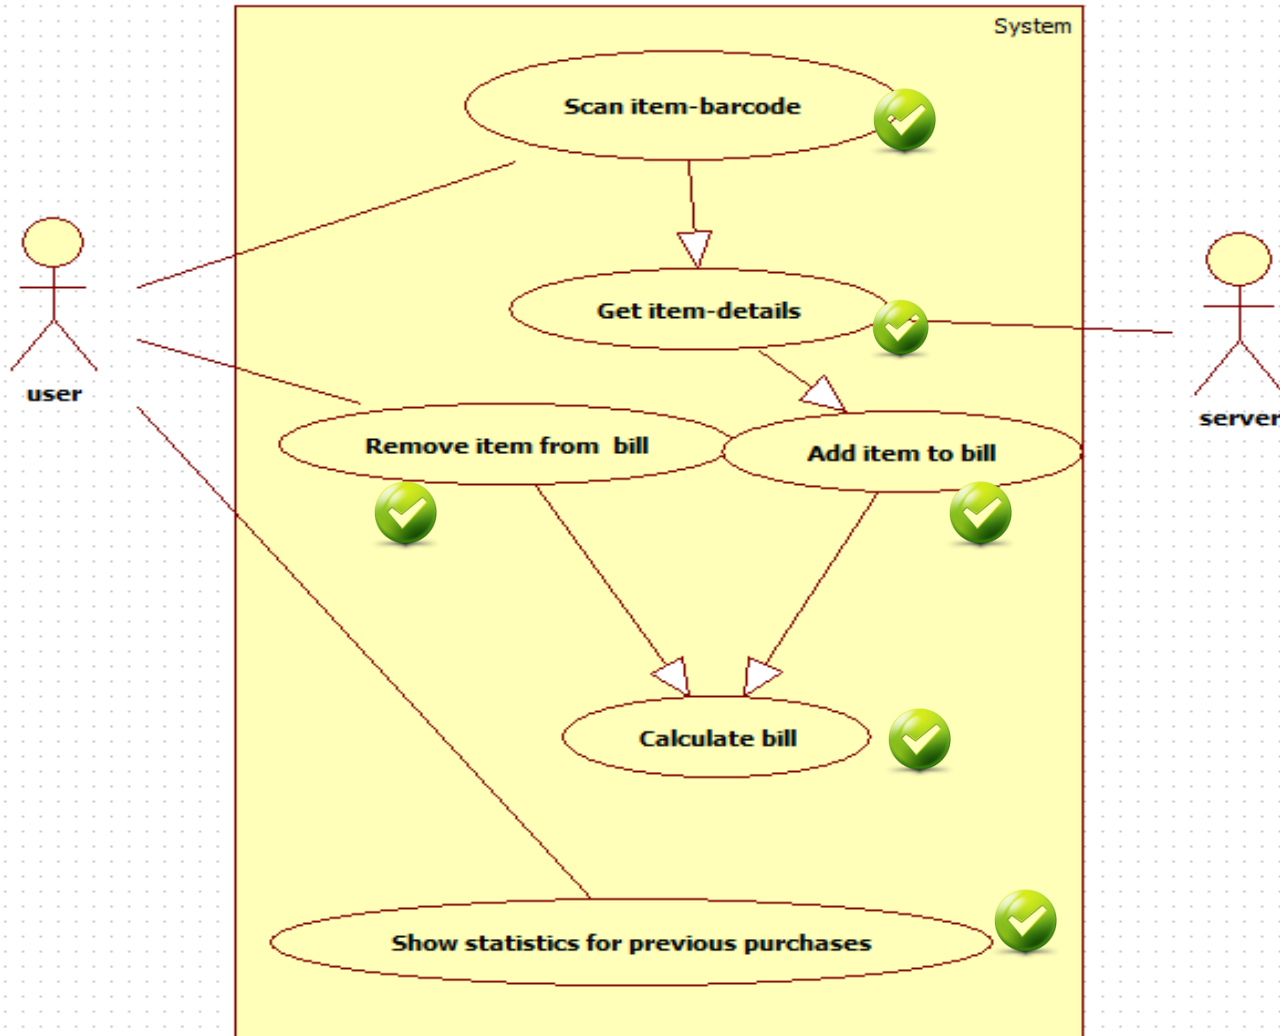 System
Scan item-barcode
Get item-details
user
server
Remove item from  bill
Add item to bill
Calculate bill
Show statistics for previous purchases